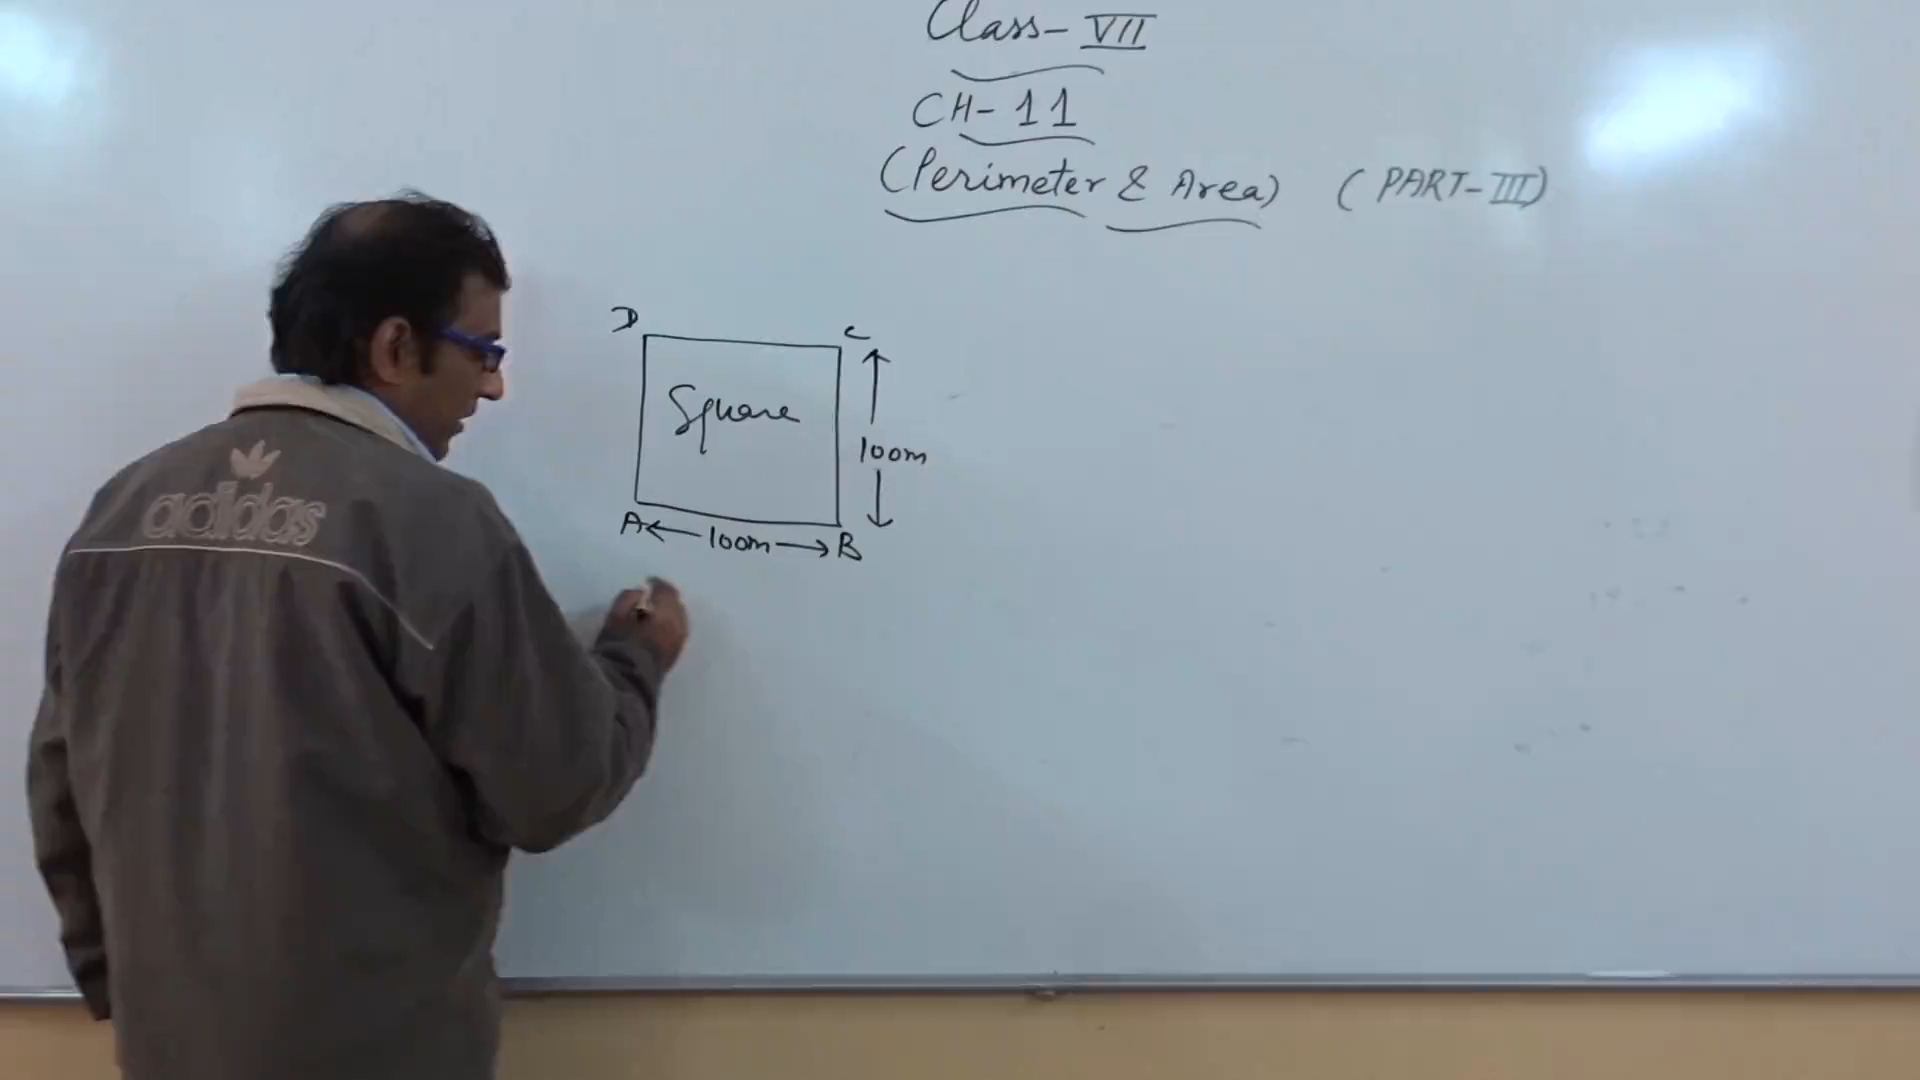 Class-VII
CH-11
(Perimeter & Area) (PART-III)
D
C
Square
100m
A
100m
B
adidas